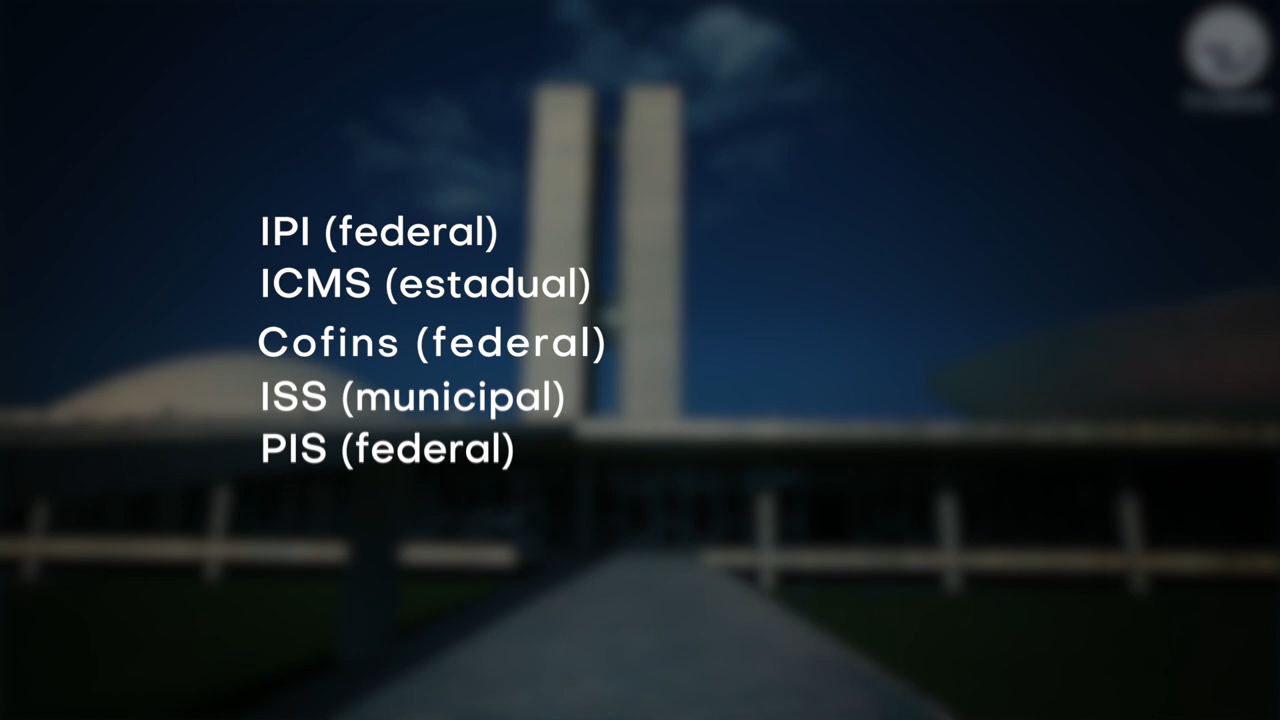 IPI (federal)
ICMS (estadual)
Cofins (federal)
ISS (municipal)
PIS (federal)